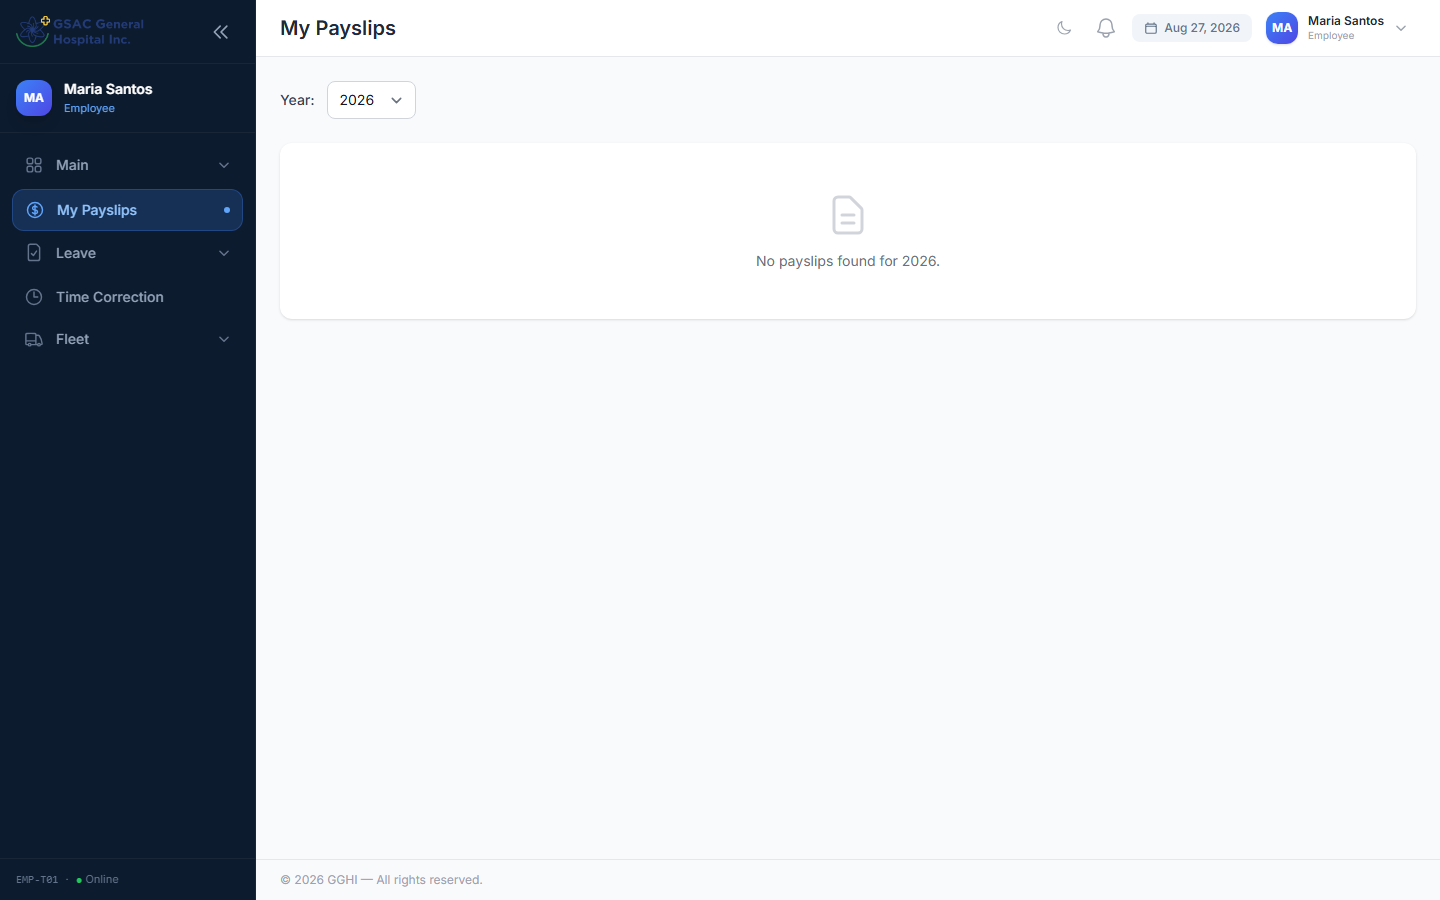 GSAC General
Hospital Inc.
MA
Maria Santos
Employee
Main
My Payslips
Leave
Time Correction
Fleet
EMP-T01 · Online
My Payslips
Aug 27, 2026
MA
Maria Santos
Employee
Year:
2026
No payslips found for 2026.
© 2026 GGHI — All rights reserved.